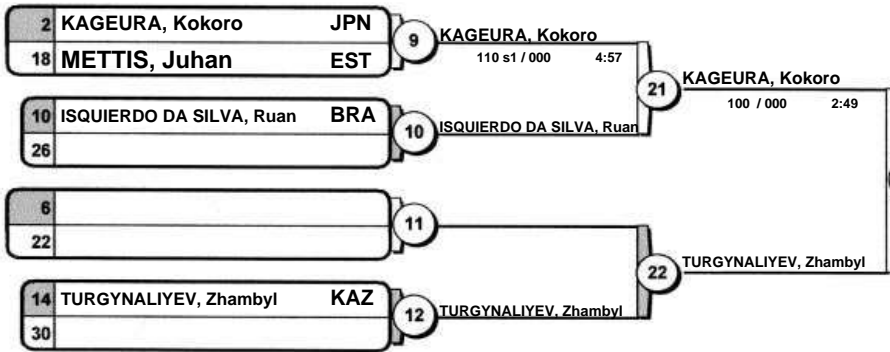 2 KAGEURA, Kokoro JPN
18 METTIS, Juhan EST
9
KAGEURA, Kokoro
110 s1 / 000 4:57
10 ISQUIERDO DA SILVA, Ruan BRA
26
10
ISQUIERDO DA SILVA, Ruan
21
KAGEURA, Kokoro
100 / 000 2:49
6
22
11
14 TURGYNALIYEV, Zhambyl KAZ
30
12
TURGYNALIYEV, Zhambyl
22
TURGYNALIYEV, Zhambyl